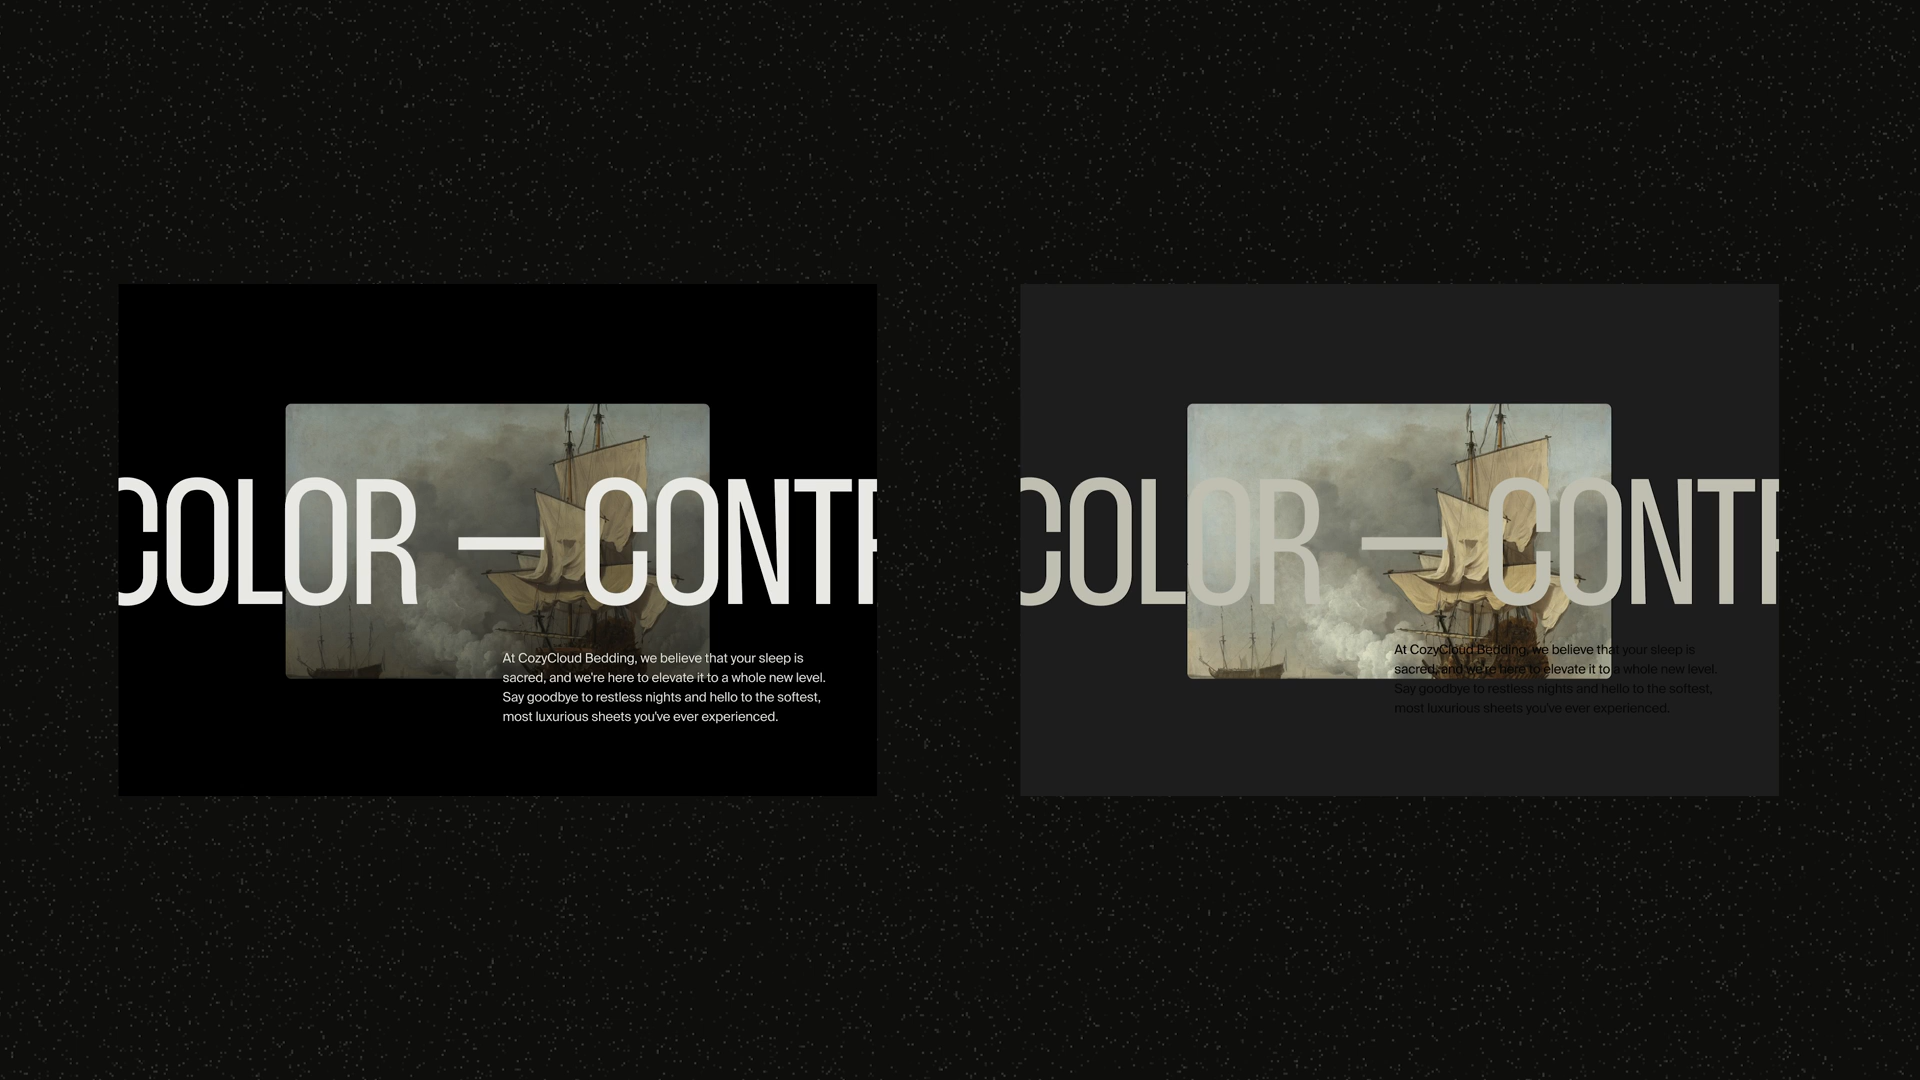 COLOR — CONTR
At CozyCloud Bedding, we believe that your sleep is
sacred, and we're here to elevate it to a whole new level.
Say goodbye to restless nights and hello to the softest,
most luxurious sheets you've ever experienced.
COLOR — CONTR
At CozyCloud Bedding, we believe that your sleep is
sacred, and we're here to elevate it to a whole new level.
Say goodbye to restless nights and hello to the softest,
most luxurious sheets you've ever experienced.